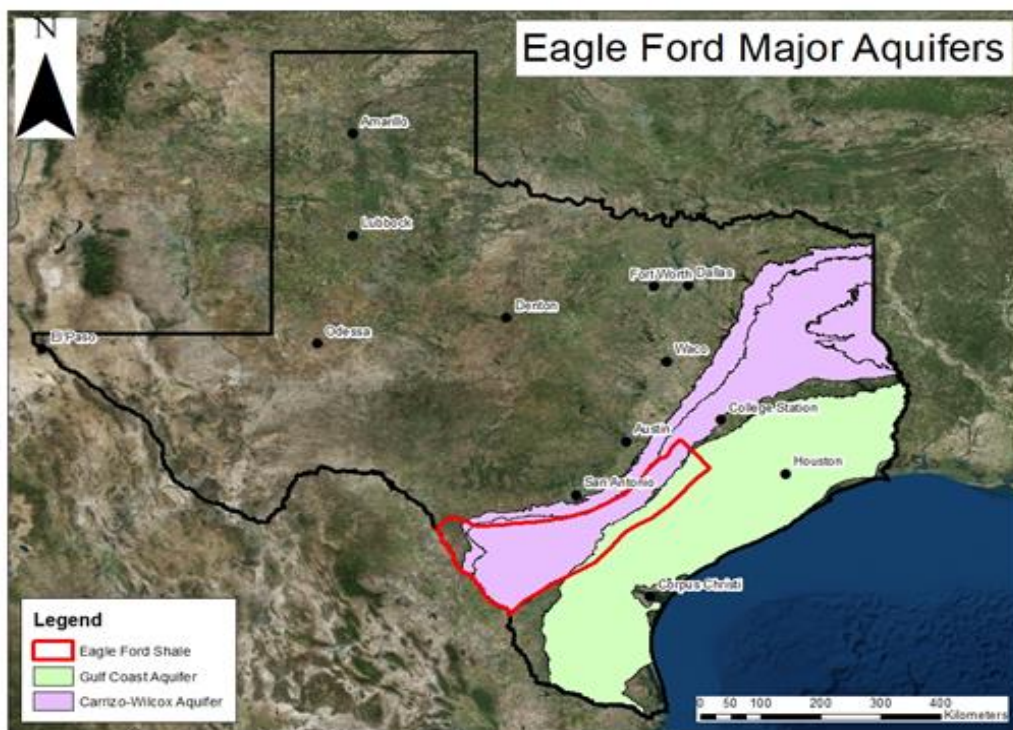 N
Eagle Ford Major Aquifers
Amarillo
Lubbock
Fort Worth
Dallas
Denton
El Paso
Odessa
Waco
College Station
Austin
Houston
San Antonio
Corpus Christi
Legend
Eagle Ford Shale
Gulf Coast Aquifer
Carrizo-Wilcox Aquifer
0 50 100 200 300 400
Kilometers